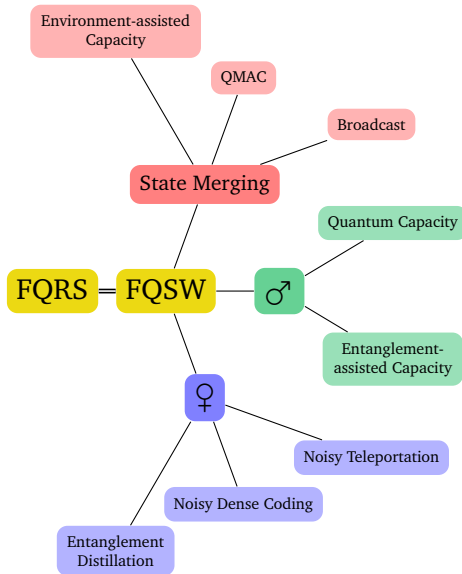 Environment-assisted
Capacity
QMAC
Broadcast
State Merging
Quantum Capacity
FQRS
=
FQSW
♂
Entanglement-
assisted Capacity
♀
Noisy Teleportation
Noisy Dense Coding
Entanglement
Distillation